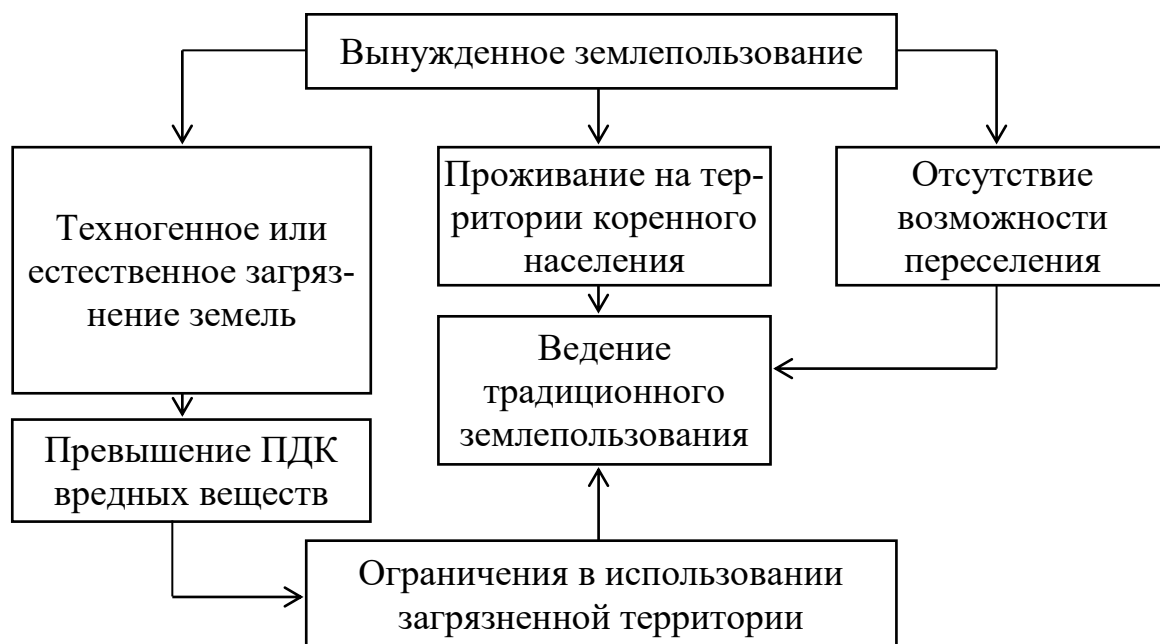 Вынужденное землепользование
Техногенное или
естественное загряз-
нение земель
Проживание на тер-
ритории коренного
населения
Отсутствие
возможности
переселения
Ведение
традиционного
землепользования
Превышение ПДК
вредных веществ
Ограничения в использовании
загрязненной территории